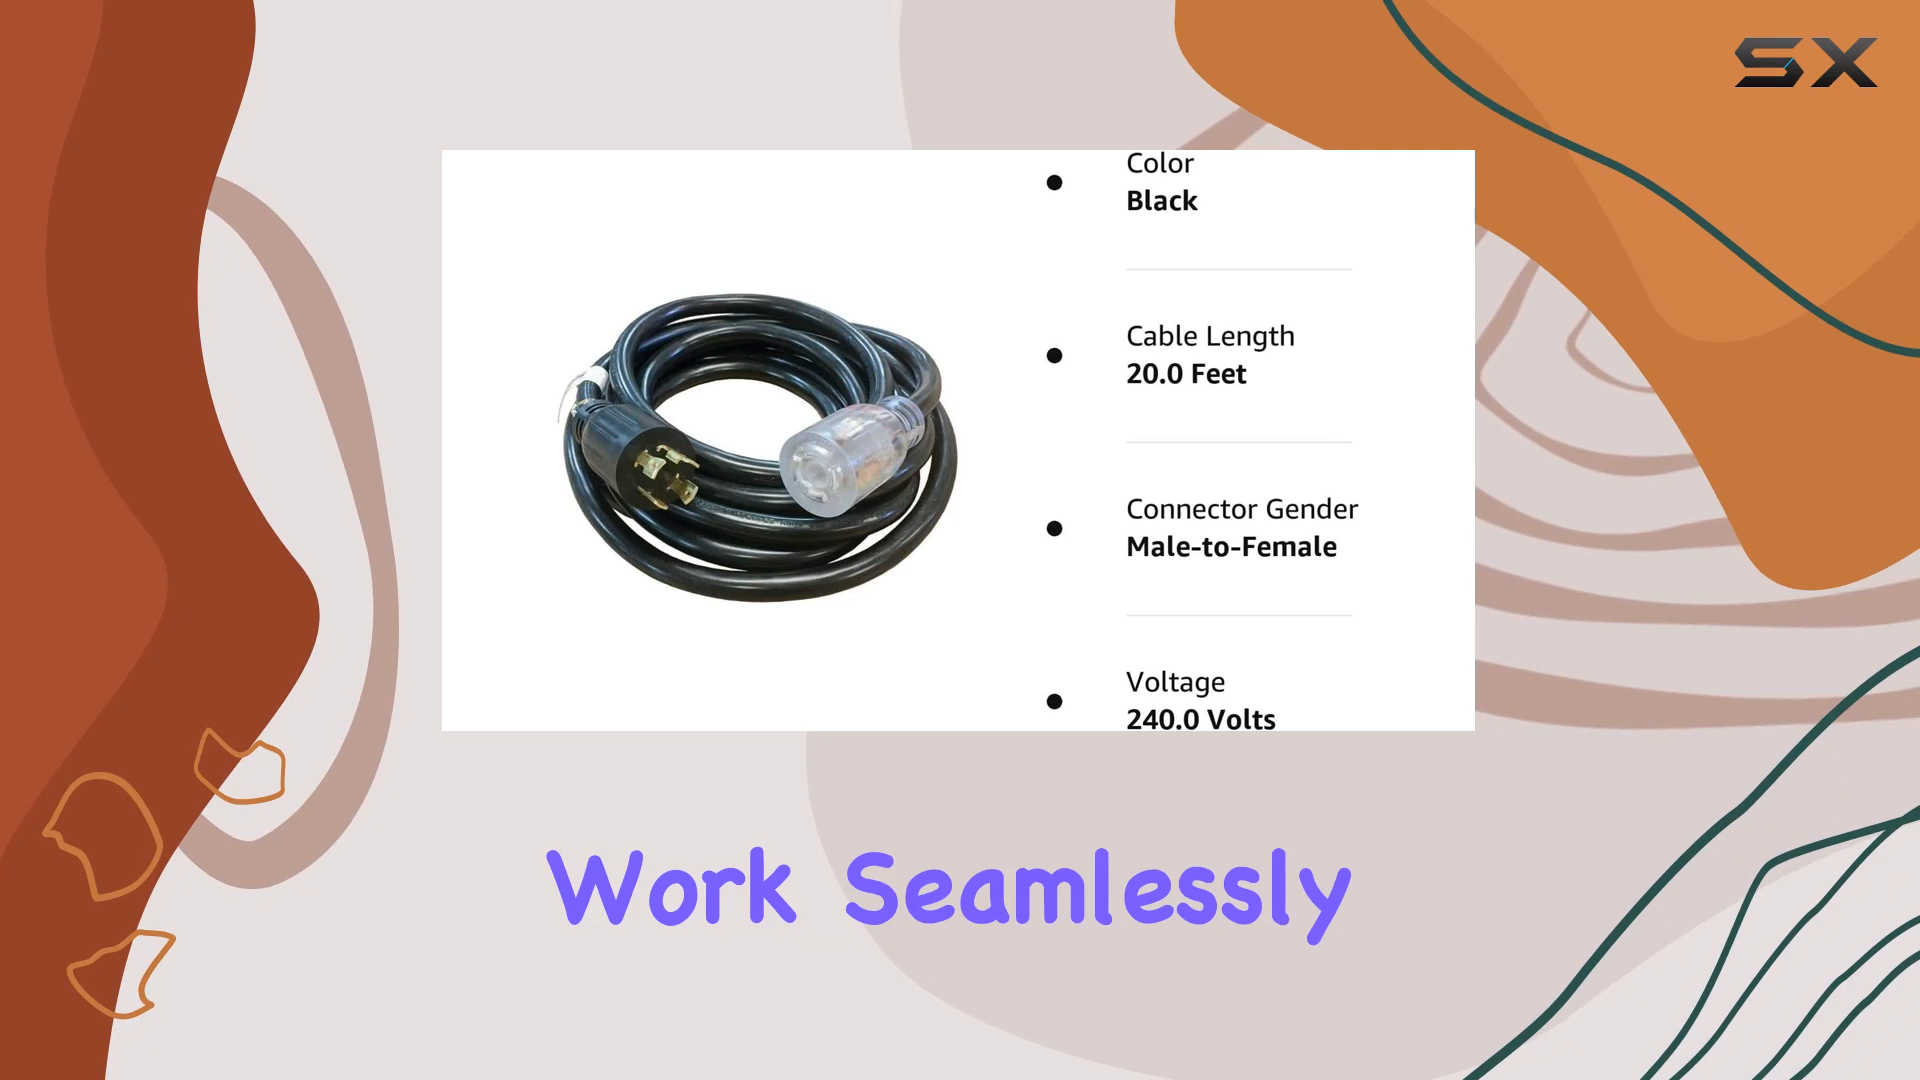 SX
Color
Black
Cable Length
20.0 Feet
Connector Gender
Male-to-Female
Voltage
240.0 Volts
Work Seamlessly